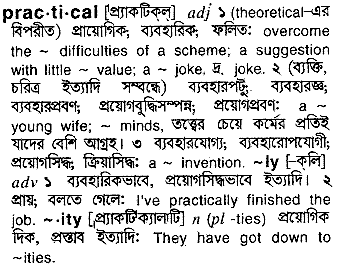 prac·ti·cal [প্র্যাকটিক্‌ল্] adj ১ (theoretical-এর
বিপরীত) প্রায়োগিক, ব্যবহারিক, ফলিত: overcome
the ~ difficulties of a scheme; a suggestion
with little ~ value; a ~ joke. দ্র. joke. ২ (ব্যক্তি,
চরিত্র ইত্যাদি সম্বন্ধে) ব্যবহারপটু; ব্যবহারজ্ঞ;
ব্যবহারপ্রবণ; প্রয়োগবুদ্ধিসম্পন্ন; প্রয়োগপ্রবণ: a ~
young wife; ~ minds, তত্ত্বের চেয়ে কর্মের প্রতিই
যাদের বেশি আগ্রহ। ৩ ব্যবহারযোগ্য; ব্যবহারোপযোগী;
প্রয়োগসিদ্ধ; ক্রিয়াসিদ্ধ: a ~ invention. ~ly [–কলি]
adv ১ ব্যবহারিকভাবে, প্রয়োগসিদ্ধভাবে ইত্যাদি। ২
প্রায়; বলতে গেলে: I've practically finished the
job. ~·ity [প্র্যাকটিক্যালাটি] n (pl -ties) প্রায়োগিক
দিক, প্রস্তাব ইত্যাদি: They have got down to
~ities.